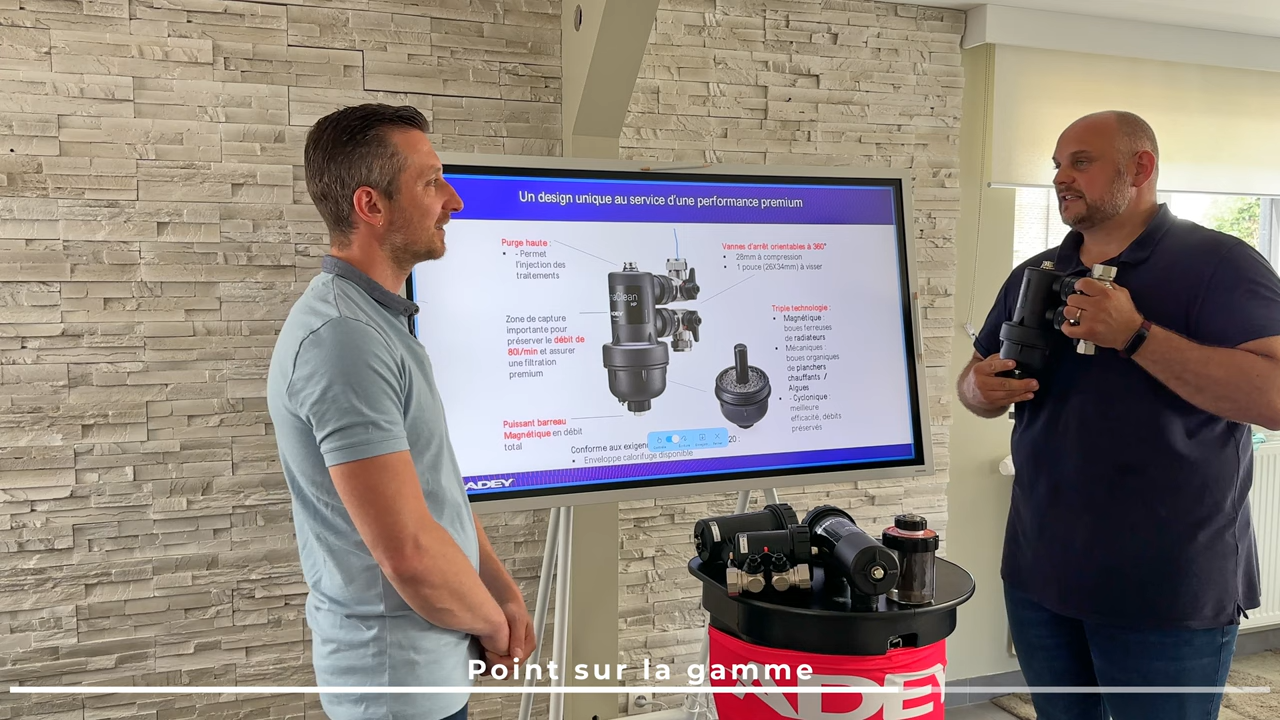 Un design unique au service d'une performance premium
Purge haute :
• - Permet
l'injection des
traitements
Vannes d'arrêt orientables à 360°
• 28mm à compression
• 1 pouce (26X34mm) à visser
Zone de capture
importante pour
préserver le débit de
80l/min et assurer
une filtration
premium
Triple technologie :
• Magnétique :
boues ferreuses
de radiateurs
• Mécaniques :
boues organiques
de planchers
chauffants /
Algues
• - Cyclonique :
meilleure
efficacité, débits
préservés
Puissant barreau
Magnétique en débit
total
Conforme aux 20 :
• Enveloppe calorifuge disponible
ADEY
naClean
HP
ADEY
ADE
Point sur la gamme